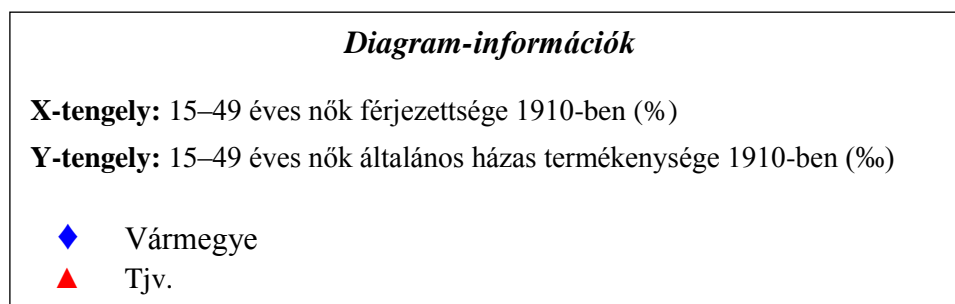 Diagram-információk
X-tengely: 15–49 éves nők férjezettsége 1910-ben (%)
Y-tengely: 15–49 éves nők általános házas termékenysége 1910-ben (‰)
Vármegye
Tjv.